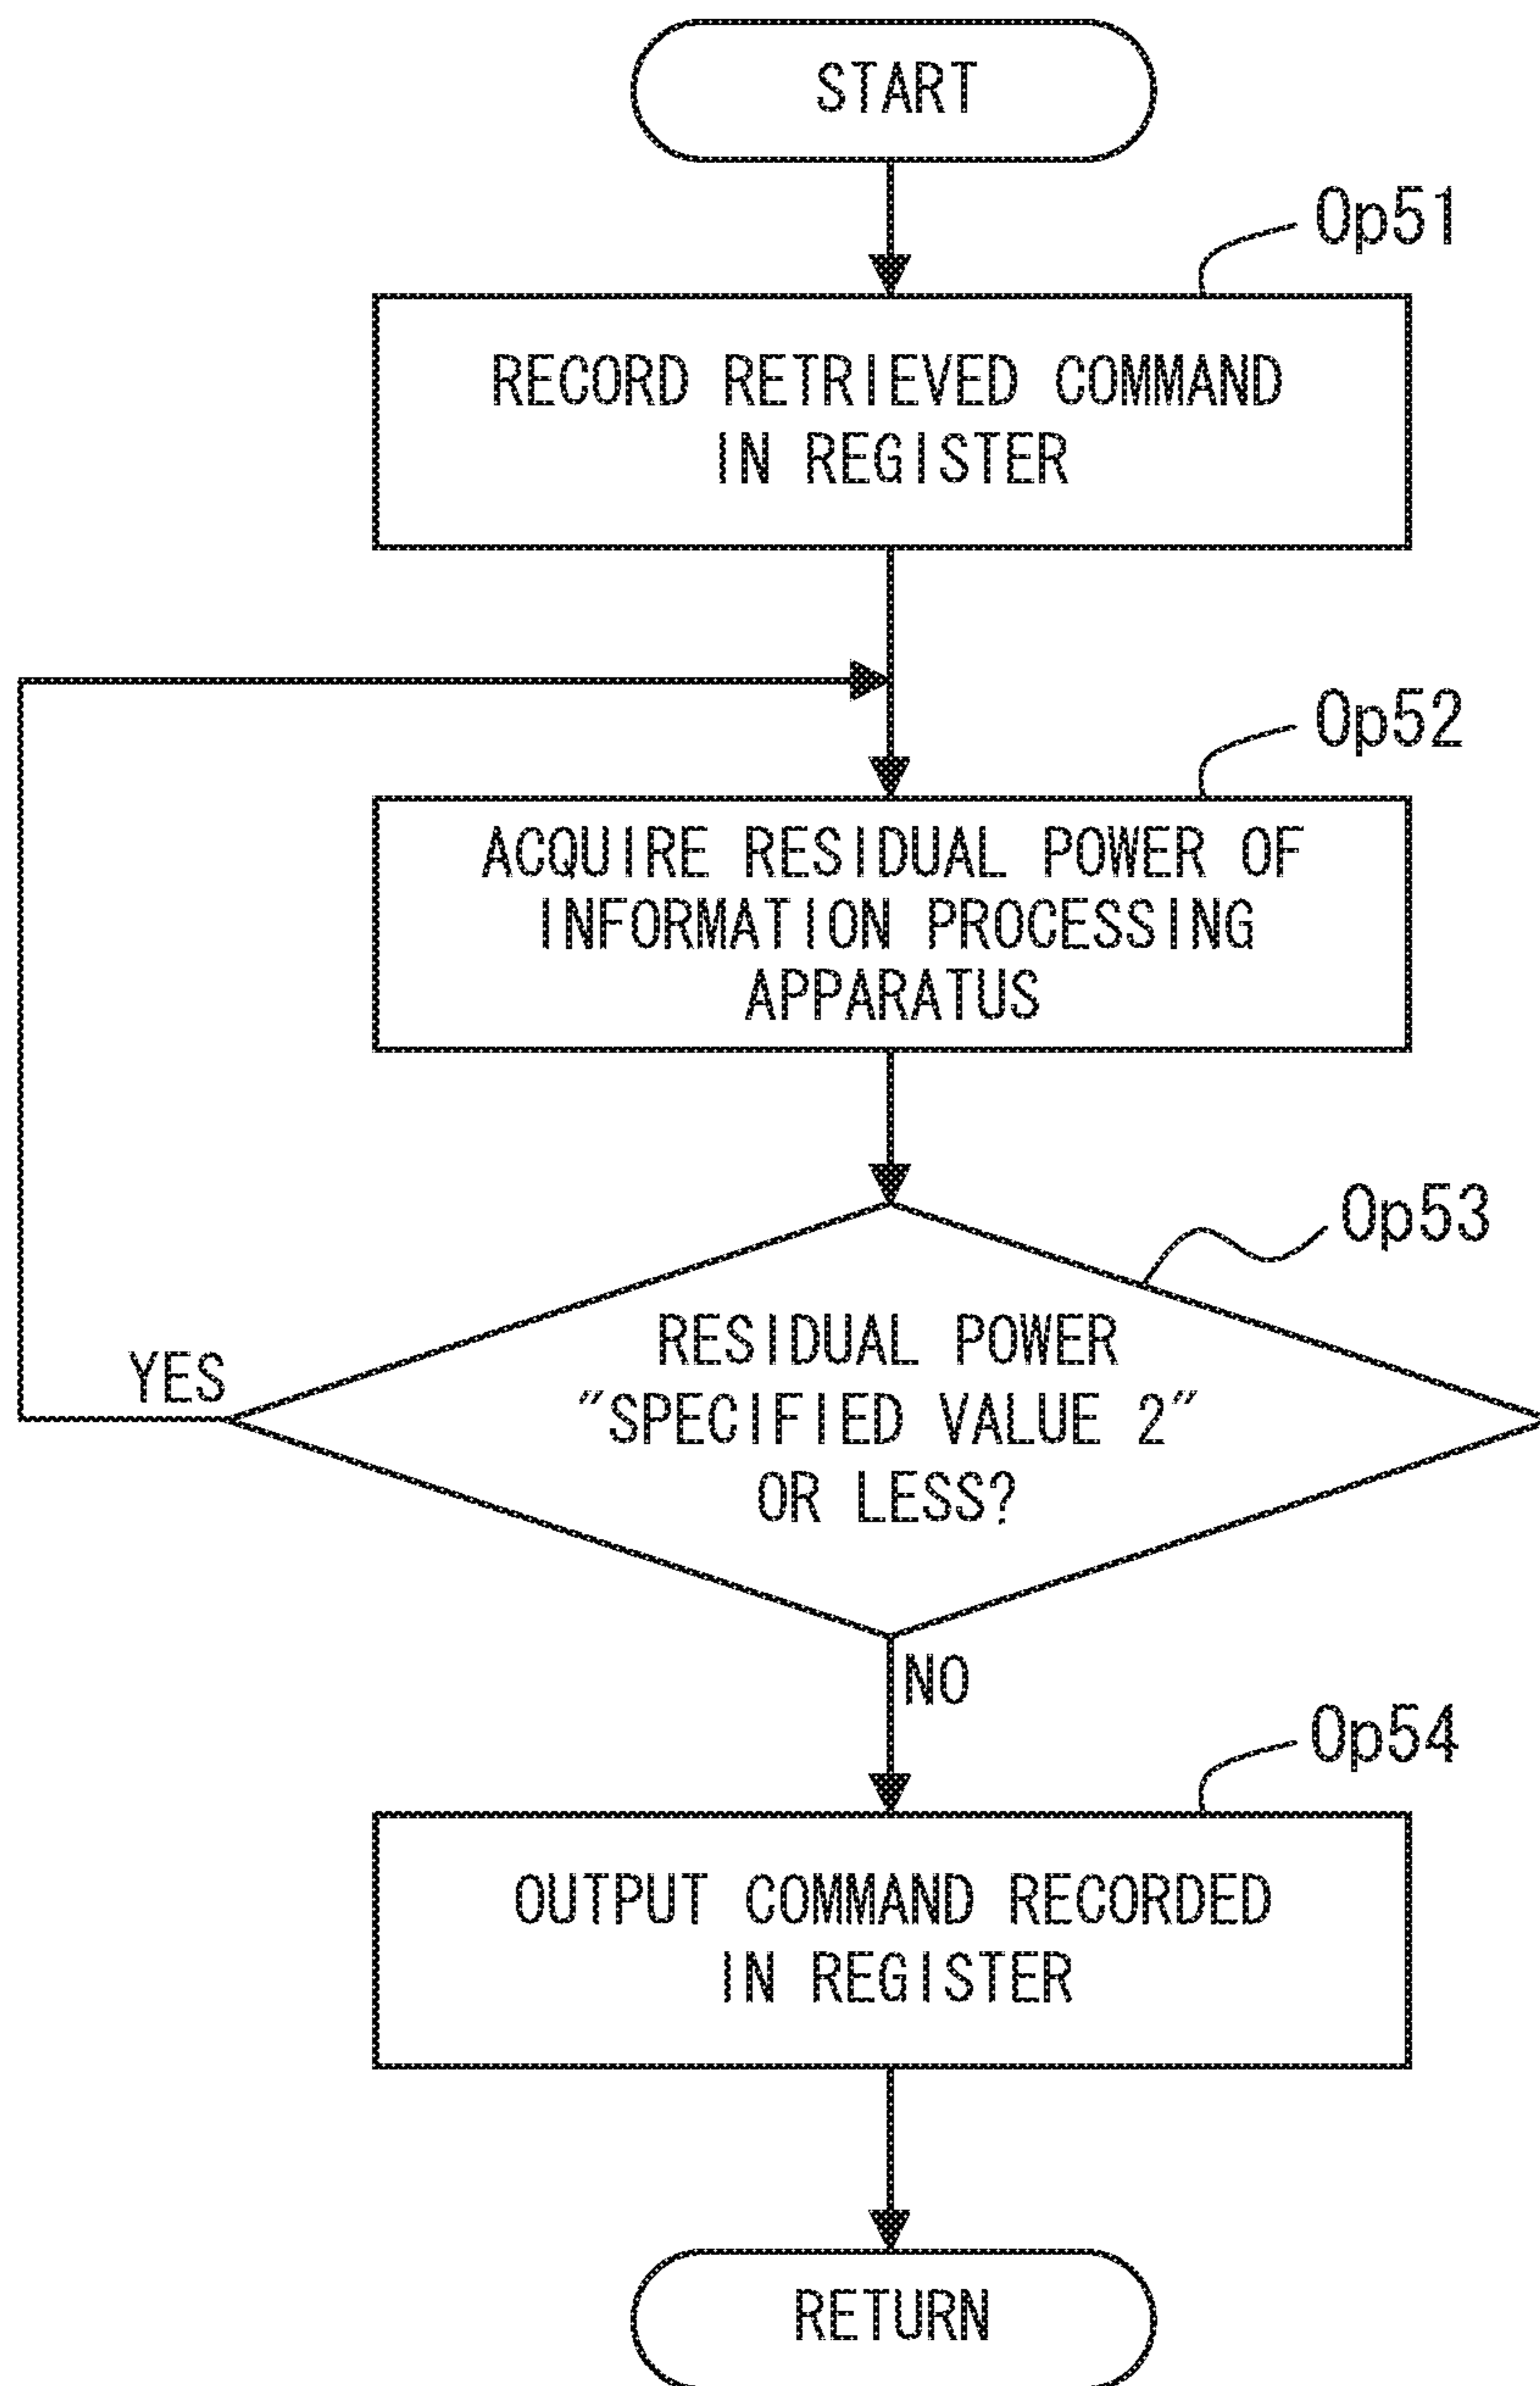 START
Op51
RECORD RETRIEVED COMMAND
IN REGISTER
Op52
ACQUIRE RESIDUAL POWER OF
INFORMATION PROCESSING
APPARATUS
Op53
RESIDUAL POWER
"SPECIFIED VALUE 2"
OR LESS?
YES
NO
Op54
OUTPUT COMMAND RECORDED
IN REGISTER
RETURN